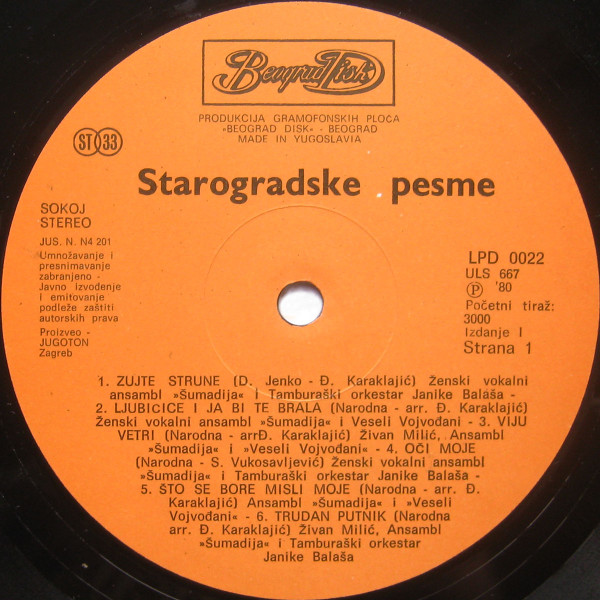 Beograd Disk
PRODUKCIJA GRAMOFONSKIH PLOČA
»BEOGRAD DISK« - BEOGRAD
MADE IN YUGOSLAVIA
ST 33
Starogradske pesme
SOKOJ
STEREO
JUS. N. N4 201
Umnožavanje i
presnimavanje
zabranjeno -
Javno izvođenje
i emitovanje
podleže zaštiti
autorskih prava
Proizveo -
JUGOTON
Zagreb
LPD 0022
ULS 667
Ⓟ '80
Početni tiraž:
3000
Izdanje I
Strana 1
1. ZUJTE STRUNE (D. Jenko - Đ. Karaklajić) Ženski vokalni
ansambl »Šumadija« i Tamburaški orkestar Janike Balaša -
2. LJUBICICE I JA BI TE BRALA (Narodna - arr. Đ. Karaklajić)
Ženski vokalni ansambl »Šumadija« i Veseli Vojvođani - 3. VIJU
VETRI (Narodna - arrĐ. Karaklajić) Živan Milić, Ansambl
»Šumadija« i »Veseli Vojvođani« - 4. OČI MOJE
(Narodna - S. Vukosavljević) Ženski vokalni ansambl
»Šumadija« i Tamburaški orkestar Janike Balaša -
5. ŠTO SE BORE MISLI MOJE (Narodna - arr. Đ.
Karaklajić) Ansambl »Šumadija« i »Veseli
Vojvođani« - 6. TRUDAN PUTNIK (Narodna
arr. Đ. Karaklajić) Živan Milić, Ansambl
»Šumadija« i Tamburaški orkestar
Janike Balaša